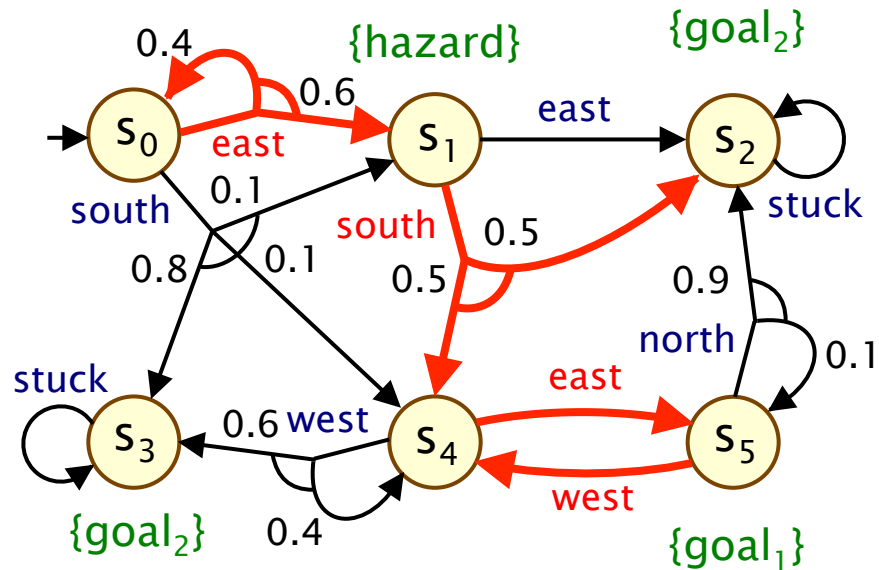 {goal₂}
{hazard}
0.4
0.6
s₀
east
s₁
east
s₂
0.1
south
south
0.5
stuck
0.8
0.1
0.5
0.9
north
0.1
stuck
east
0.6
west
s₃
s₄
s₅
west
0.4
{goal₂}
{goal₁}